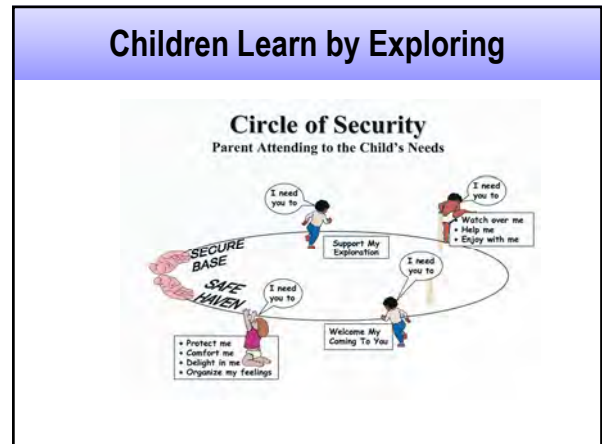 Children Learn by Exploring
Circle of Security
Parent Attending to the Child's Needs
I need
you to
I need
you to
• Watch over me
• Help me
• Enjoy with me
Support My
Exploration
SECURE
BASE
SAFE
HAVEN
I need
you to
I need
you to
Welcome My
Coming To You
• Protect me
• Comfort me
• Delight in me
• Organize my feelings